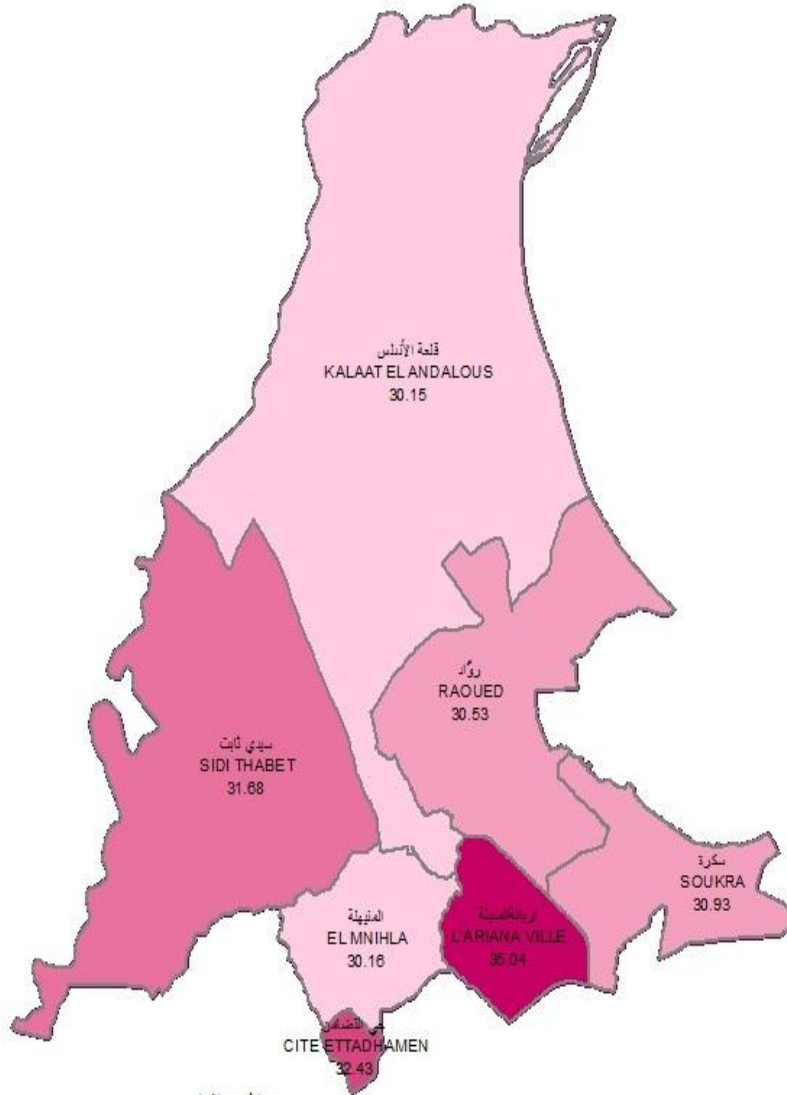 قلعة الأندلس
KALAAT EL ANDALOUS
30.15
روّاد
RAOUED
30.53
سيدي ثابت
SIDI THABET
31.68
سكرة
SOUKRA
30.93
المنيهلة
EL MNIHLA
30.16
اريانةالمدينة
L'ARIANA VILLE
35.04
حي التضامن
CITE ETTADHAMEN
32.43